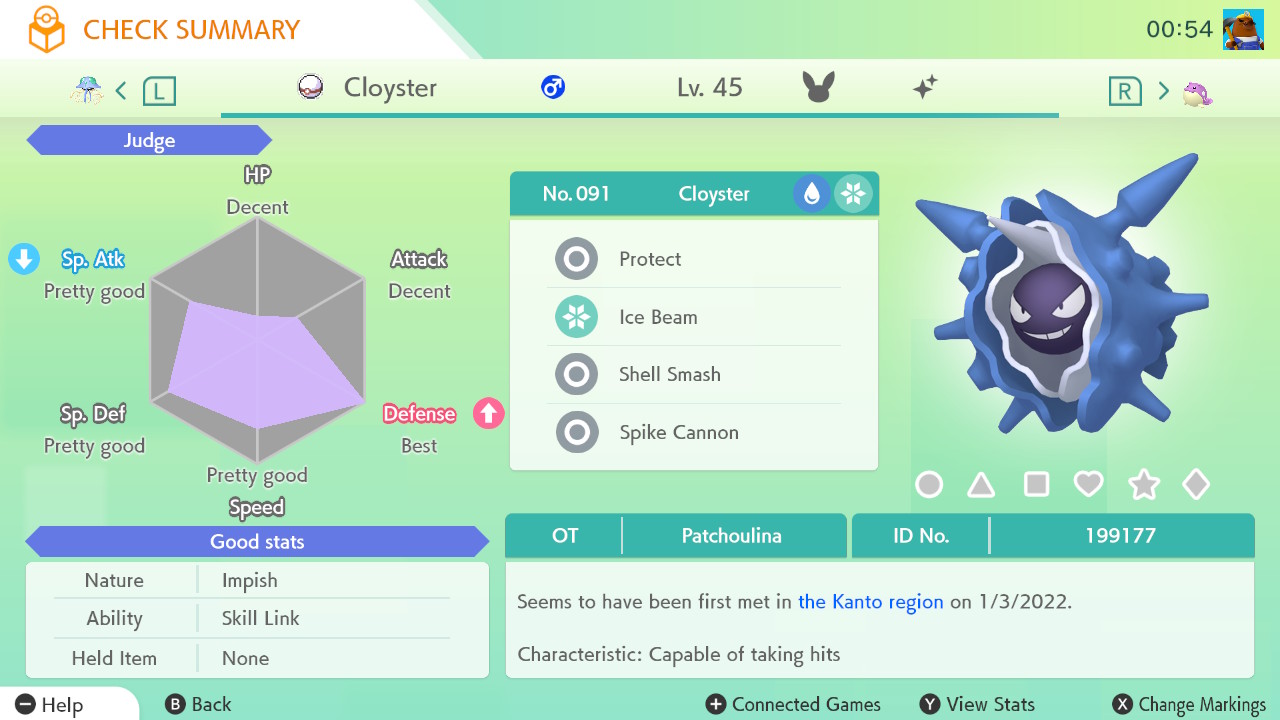 CHECK SUMMARY
00:54
L
Cloyster
Lv. 45
R
Judge
HP
Decent
Sp. Atk
Pretty good
Attack
Decent
Sp. Def
Pretty good
Defense
Best
Pretty good
Speed
No. 091 Cloyster
Protect
Ice Beam
Shell Smash
Spike Cannon
Good stats
Nature Impish
Ability Skill Link
Held Item None
OT Patchoulina ID No. 199177
Seems to have been first met in the Kanto region on 1/3/2022.
Characteristic: Capable of taking hits
Help
B Back
Connected Games
Y View Stats
X Change Markings